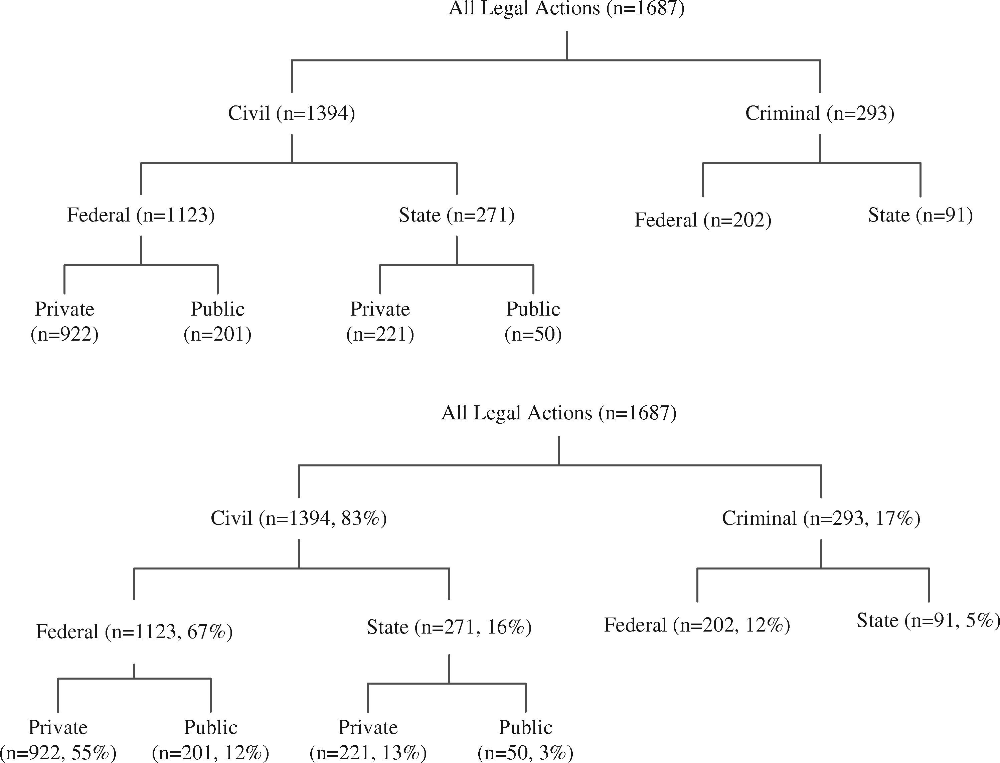 All Legal Actions (n=1687)
Civil (n=1394)
Criminal (n=293)
Federal (n=1123)
State (n=271)
Federal (n=202)
State (n=91)
Private
(n=922)
Public
(n=201)
Private
(n=221)
Public
(n=50)
All Legal Actions (n=1687)
Civil (n=1394, 83%)
Criminal (n=293, 17%)
Federal (n=1123, 67%)
State (n=271, 16%)
Federal (n=202, 12%)
State (n=91, 5%)
Private
(n=922, 55%)
Public
(n=201, 12%)
Private
(n=221, 13%)
Public
(n=50, 3%)